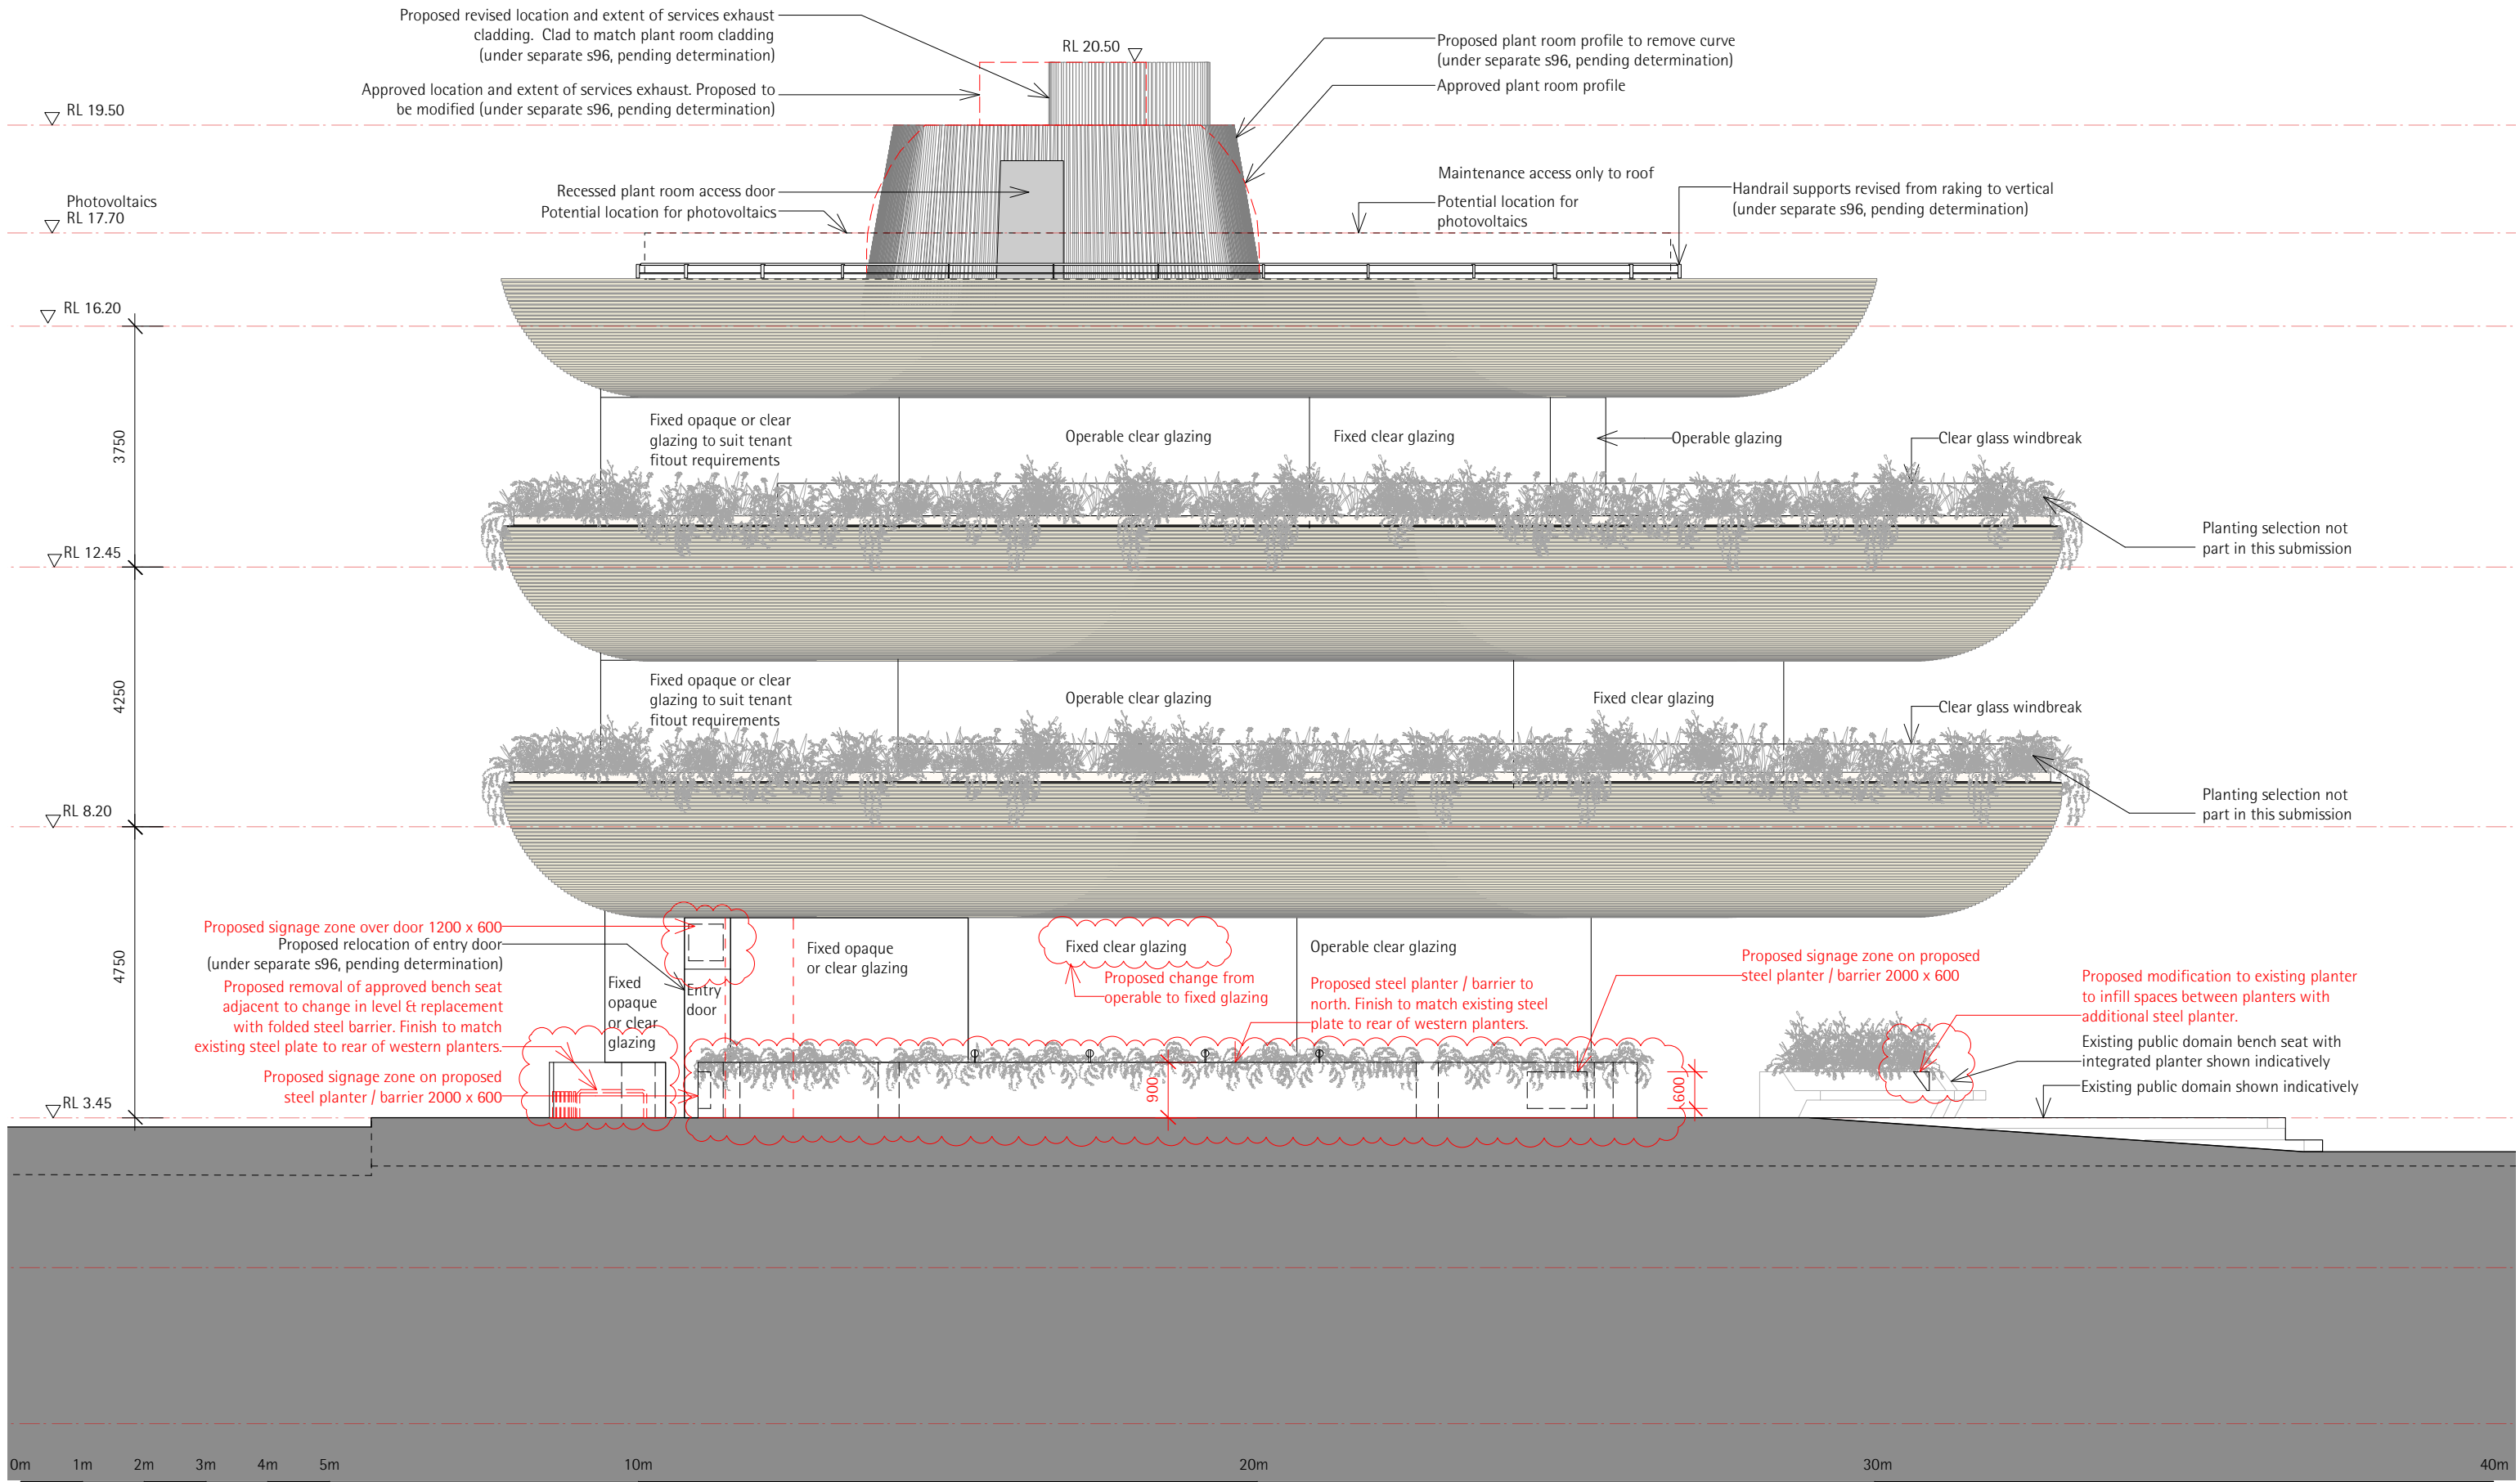 Proposed revised location and extent of services exhaust
cladding. Clad to match plant room cladding
(under separate s96, pending determination)
RL 20.50
Proposed plant room profile to remove curve
(under separate s96, pending determination)
Approved location and extent of services exhaust. Proposed to
be modified (under separate s96, pending determination)
Approved plant room profile
RL 19.50
Maintenance access only to roof
Recessed plant room access door
Potential location for photovoltaics
Potential location for
photovoltaics
Handrail supports revised from raking to vertical
(under separate s96, pending determination)
Photovoltaics
RL 17.70
RL 16.20
3750
Fixed opaque or clear
glazing to suit tenant
fitout requirements
Operable clear glazing
Fixed clear glazing
Operable glazing
Clear glass windbreak
Planting selection not
part in this submission
RL 12.45
4250
Fixed opaque or clear
glazing to suit tenant
fitout requirements
Operable clear glazing
Fixed clear glazing
Clear glass windbreak
Planting selection not
part in this submission
RL 8.20
4750
Proposed signage zone over door 1200 x 600
Proposed relocation of entry door
(under separate s96, pending determination)
Proposed removal of approved bench seat
adjacent to change in level & replacement
with folded steel barrier. Finish to match
existing steel plate to rear of western planters.
Proposed signage zone on proposed
steel planter / barrier 2000 x 600
Fixed
opaque
or clear
glazing
Entry
door
Fixed opaque
or clear glazing
Fixed clear glazing
Proposed change from
operable to fixed glazing
Operable clear glazing
Proposed steel planter / barrier to
north. Finish to match existing steel
plate to rear of western planters.
Proposed signage zone on proposed
steel planter / barrier 2000 x 600
Proposed modification to existing planter
to infill spaces between planters with
additional steel planter.
Existing public domain bench seat with
integrated planter shown indicatively
Existing public domain shown indicatively
900
600
RL 3.45
0m 1m 2m 3m 4m 5m 10m 20m 30m 40m